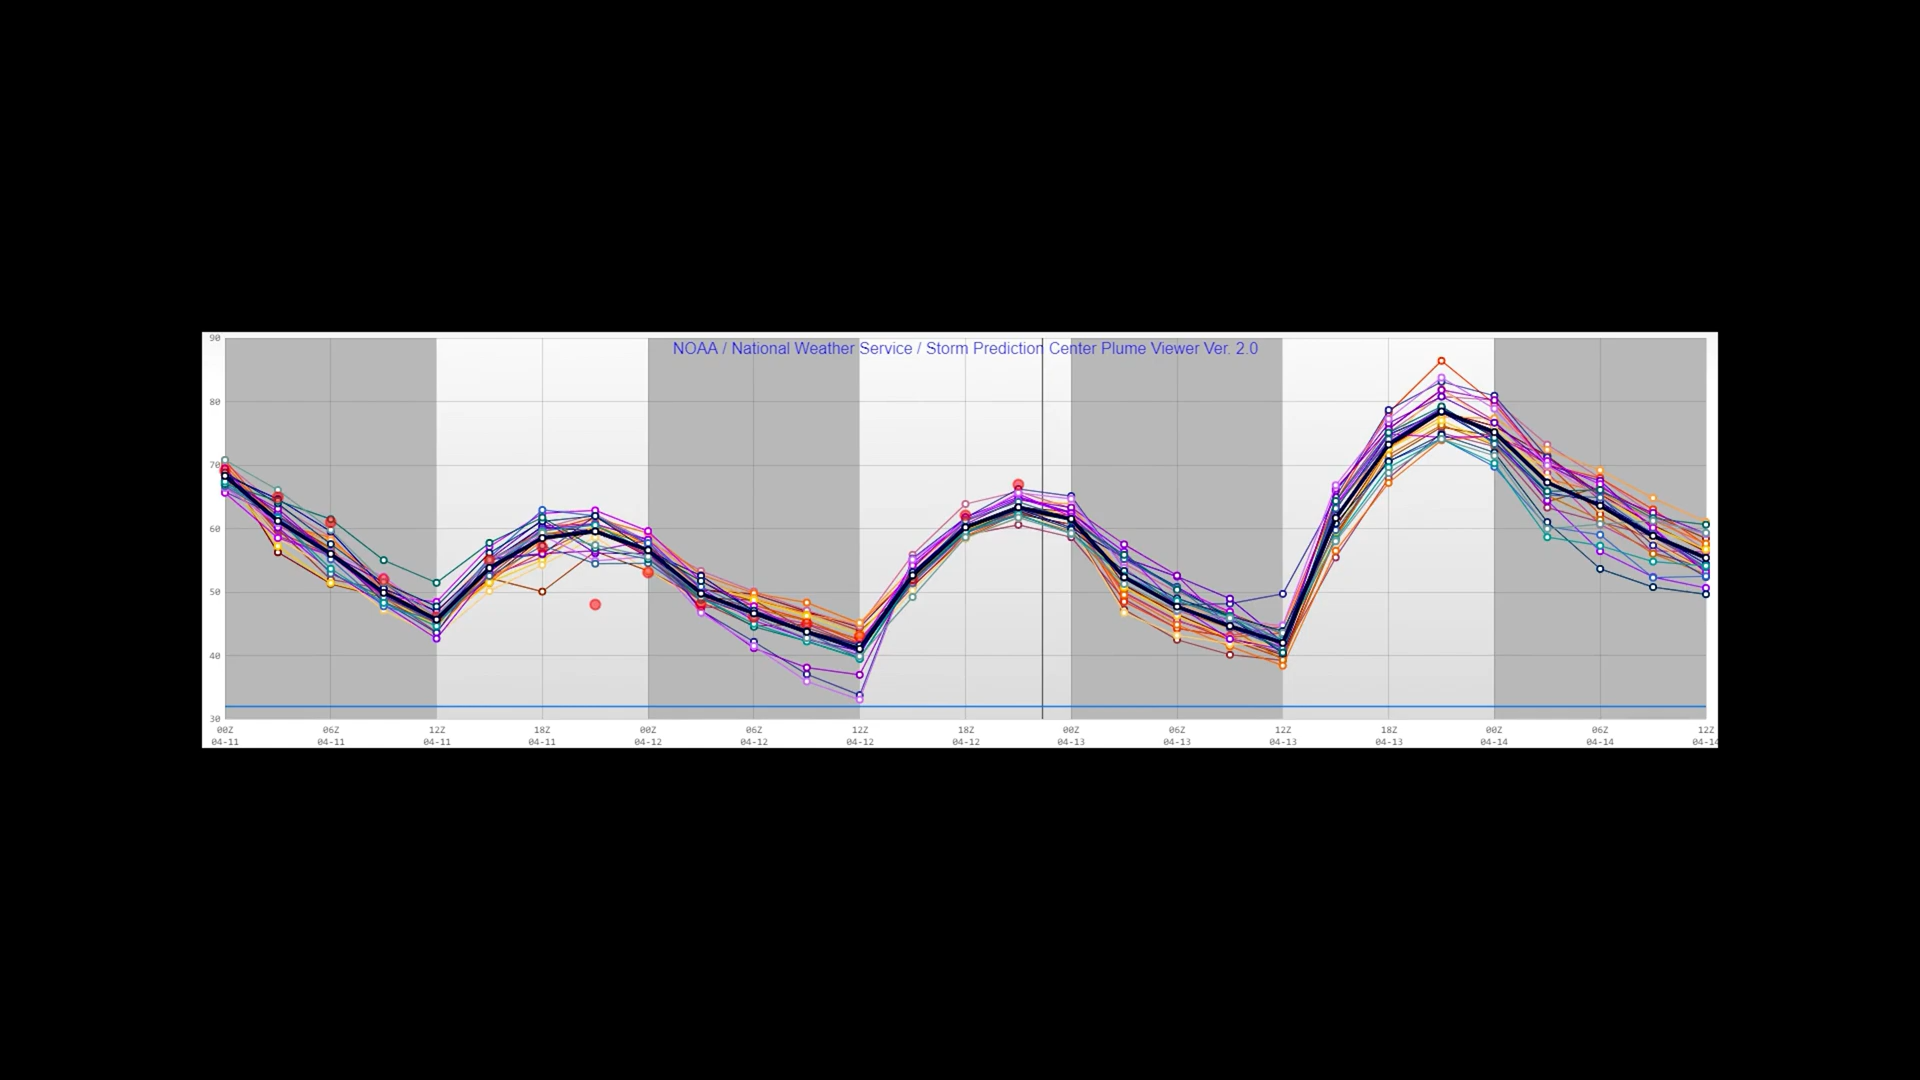 NOAA / National Weather Service / Storm Prediction Center Plume Viewer Ver. 2.0
90
80
70
60
50
40
30
00Z 06Z 12Z 18Z 00Z 06Z 12Z 18Z 00Z 06Z 12Z 18Z 00Z 06Z 12Z
04-11 04-11 04-11 04-11 04-12 04-12 04-12 04-12 04-13 04-13 04-13 04-13 04-14 04-14 04-14